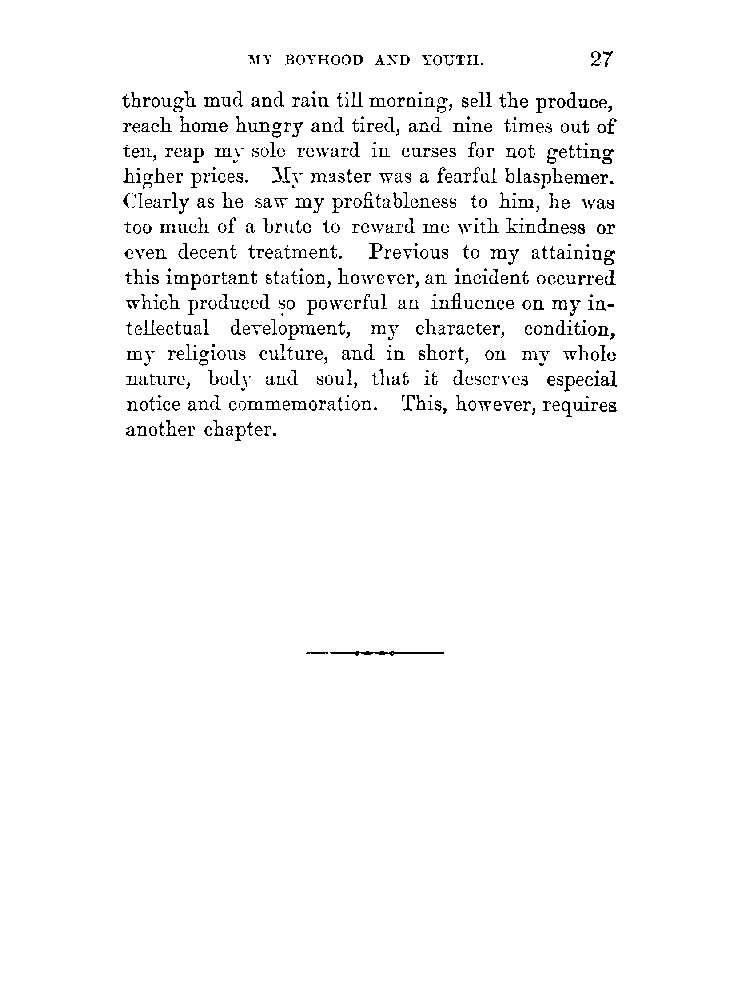 MY BOYHOOD AND YOUTH. 27
through mud and rain till morning, sell the produce,
reach home hungry and tired, and nine times out of
ten, reap my sole reward in curses for not getting
higher prices. My master was a fearful blasphemer.
Clearly as he saw my profitableness to him, he was
too much of a brute to reward me with kindness or
even decent treatment. Previous to my attaining
this important station, however, an incident occurred
which produced so powerful an influence on my in-
tellectual development, my character, condition,
my religious culture, and in short, on my whole
nature, body and soul, that it deserves especial
notice and commemoration. This, however, requires
another chapter.